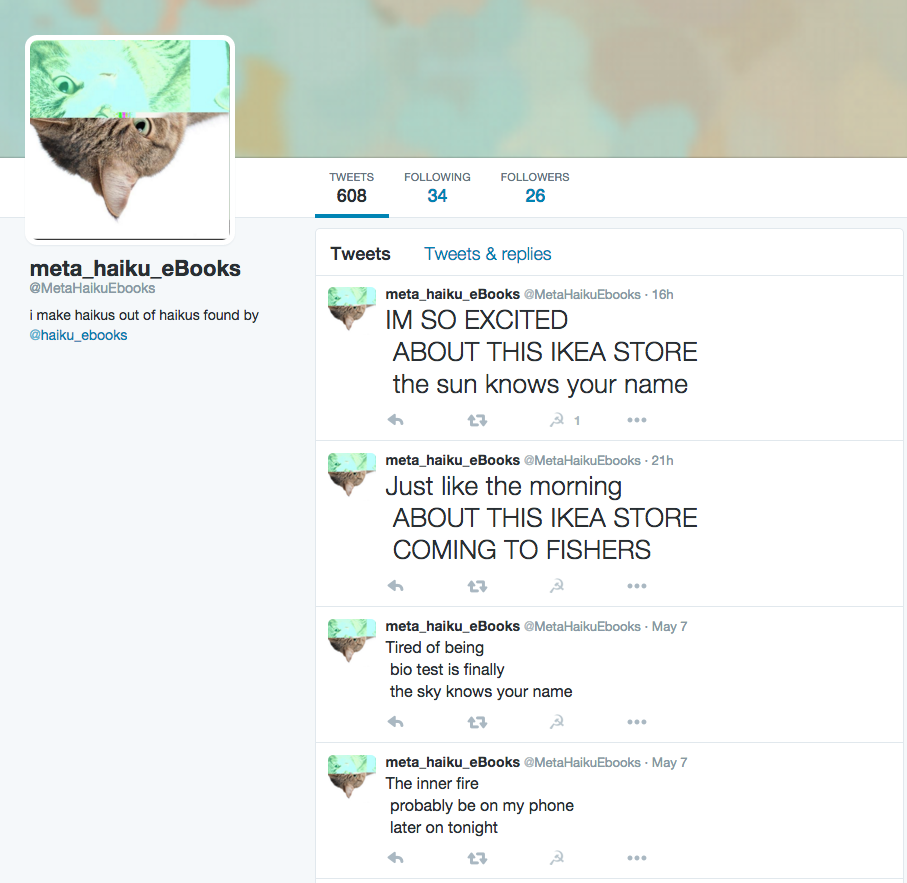 TWEETS
608
FOLLOWING
34
FOLLOWERS
26
meta_haiku_eBooks
@MetaHaikuEbooks
i make haikus out of haikus found by
@haiku_ebooks
Tweets Tweets & replies
meta_haiku_eBooks @MetaHaikuEbooks · 16h
IM SO EXCITED
ABOUT THIS IKEA STORE
the sun knows your name
1
meta_haiku_eBooks @MetaHaikuEbooks · 21h
Just like the morning
ABOUT THIS IKEA STORE
COMING TO FISHERS
meta_haiku_eBooks @MetaHaikuEbooks · May 7
Tired of being
bio test is finally
the sky knows your name
meta_haiku_eBooks @MetaHaikuEbooks · May 7
The inner fire
probably be on my phone
later on tonight